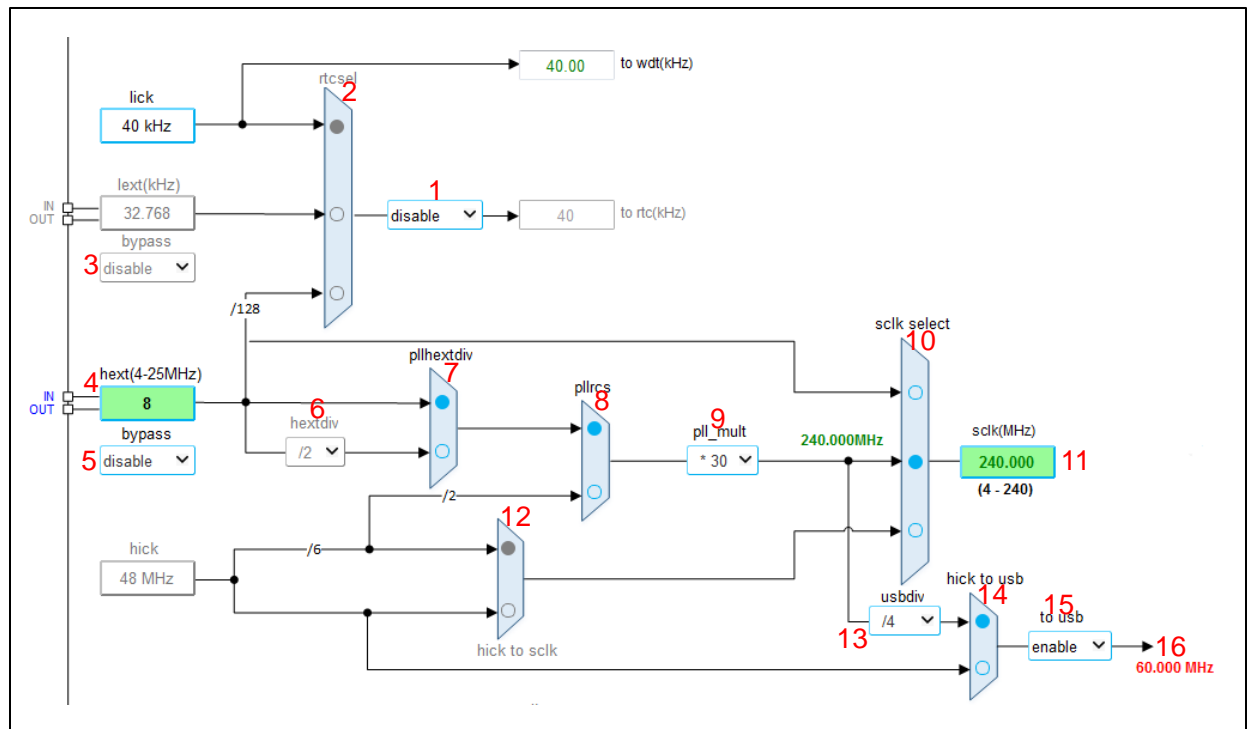 40.00 to wdt(kHz)
rtcsel
2
lick
40 kHz
lext(kHz)
IN
OUT
32.768
1
disable
40 to rtc(kHz)
bypass
3 disable
/128
sclk select
10
pllhextdiv
7
hext(4-25MHz)
4
IN
OUT
8
pllrcs
8
6
hextdiv
/2
9
pll_mult
* 30
240.000MHz
sclk(MHz)
240.000
11
(4 - 240)
bypass
5 disable
/2
12
hick
48 MHz
/6
hick to sclk
hick to usb
14
usbdiv
13
/4
15
to usb
enable
16
60.000 MHz